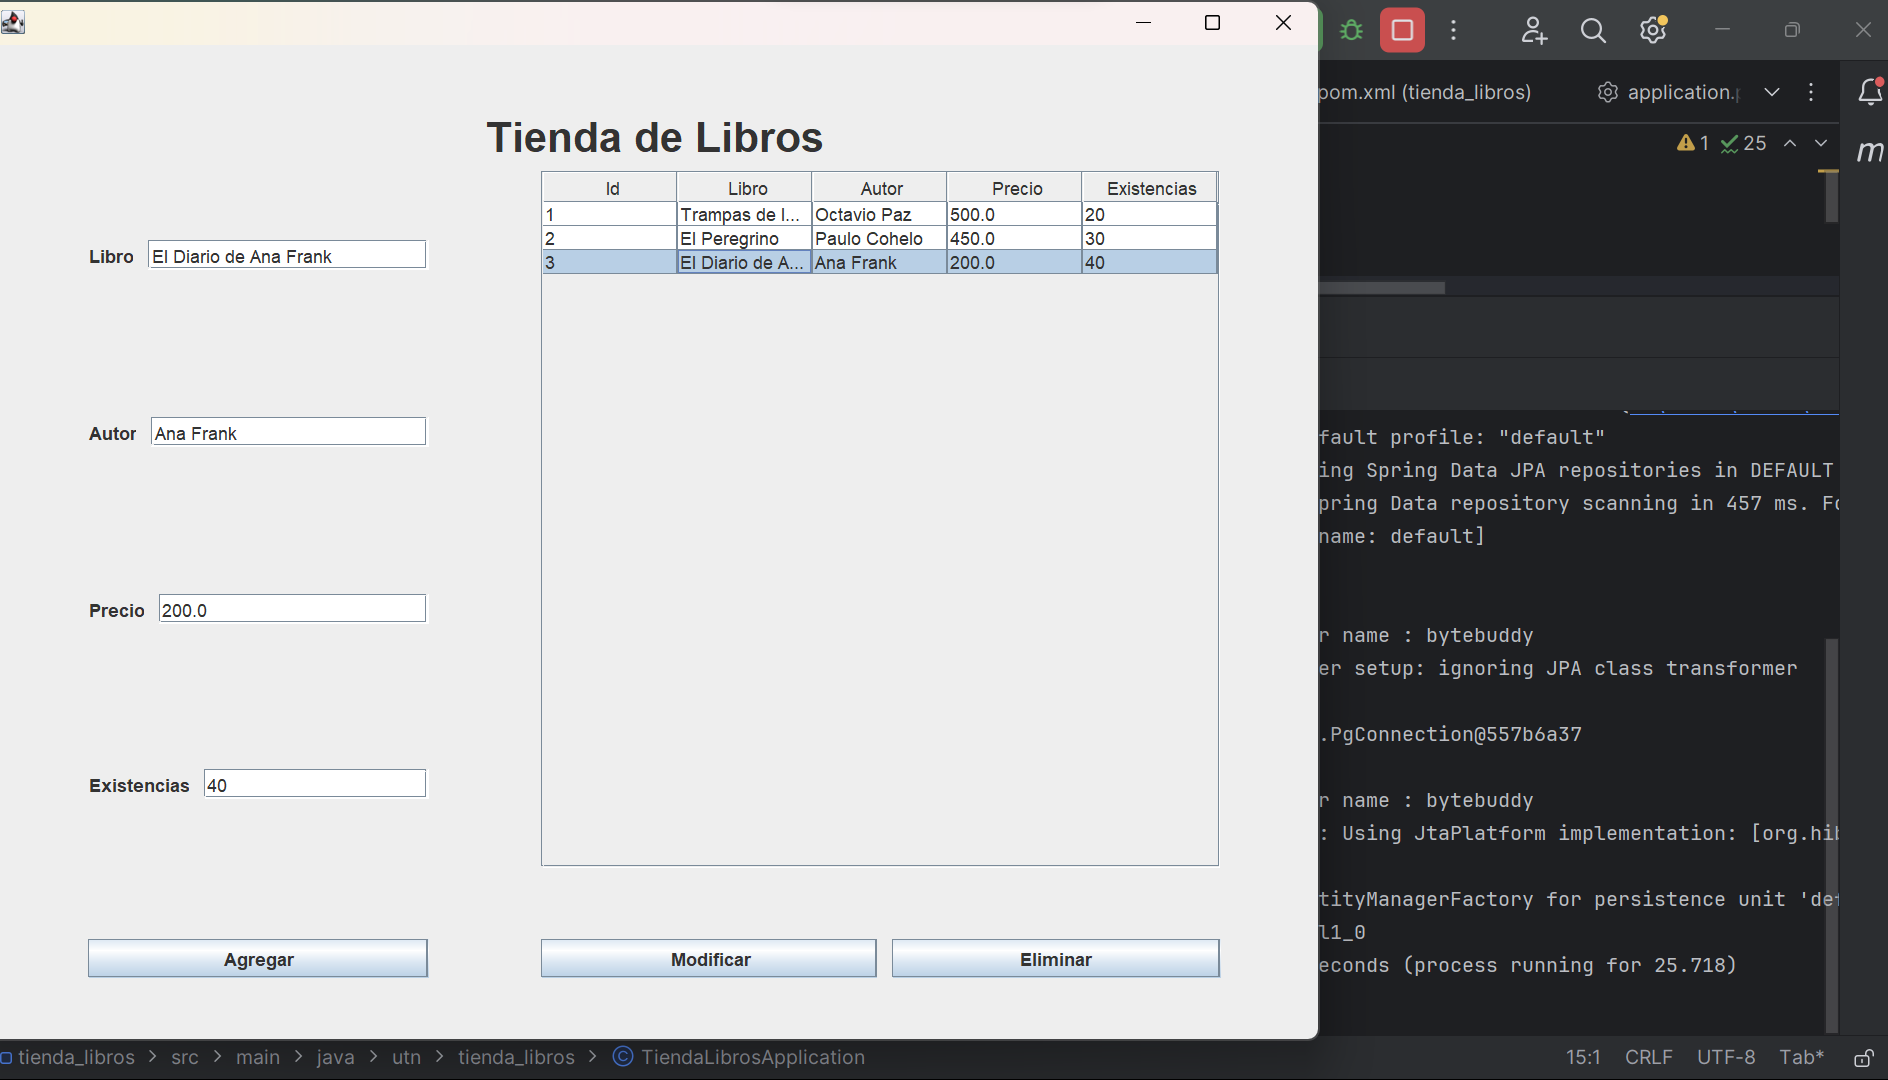 Tienda de Libros
Id Libro Autor Precio Existencias
1 Trampas de l... Octavio Paz 500.0 20
2 El Peregrino Paulo Cohelo 450.0 30
3 El Diario de A... Ana Frank 200.0 40
Libro El Diario de Ana Frank
Autor Ana Frank
Precio 200.0
Existencias 40
Agregar Modificar Eliminar
pom.xml (tienda_libros) application.p
1 25
m
fault profile: "default"
ing Spring Data JPA repositories in DEFAULT
pring Data repository scanning in 457 ms. Fo
name: default]
r name : bytebuddy
er setup: ignoring JPA class transformer
.PgConnection@557b6a37
r name : bytebuddy
: Using JtaPlatform implementation: [org.hib
tityManagerFactory for persistence unit 'def
l1_0
econds (process running for 25.718)
tienda_libros > src > main > java > utn > tienda_libros > TiendaLibrosApplication
15:1 CRLF UTF-8 Tab*